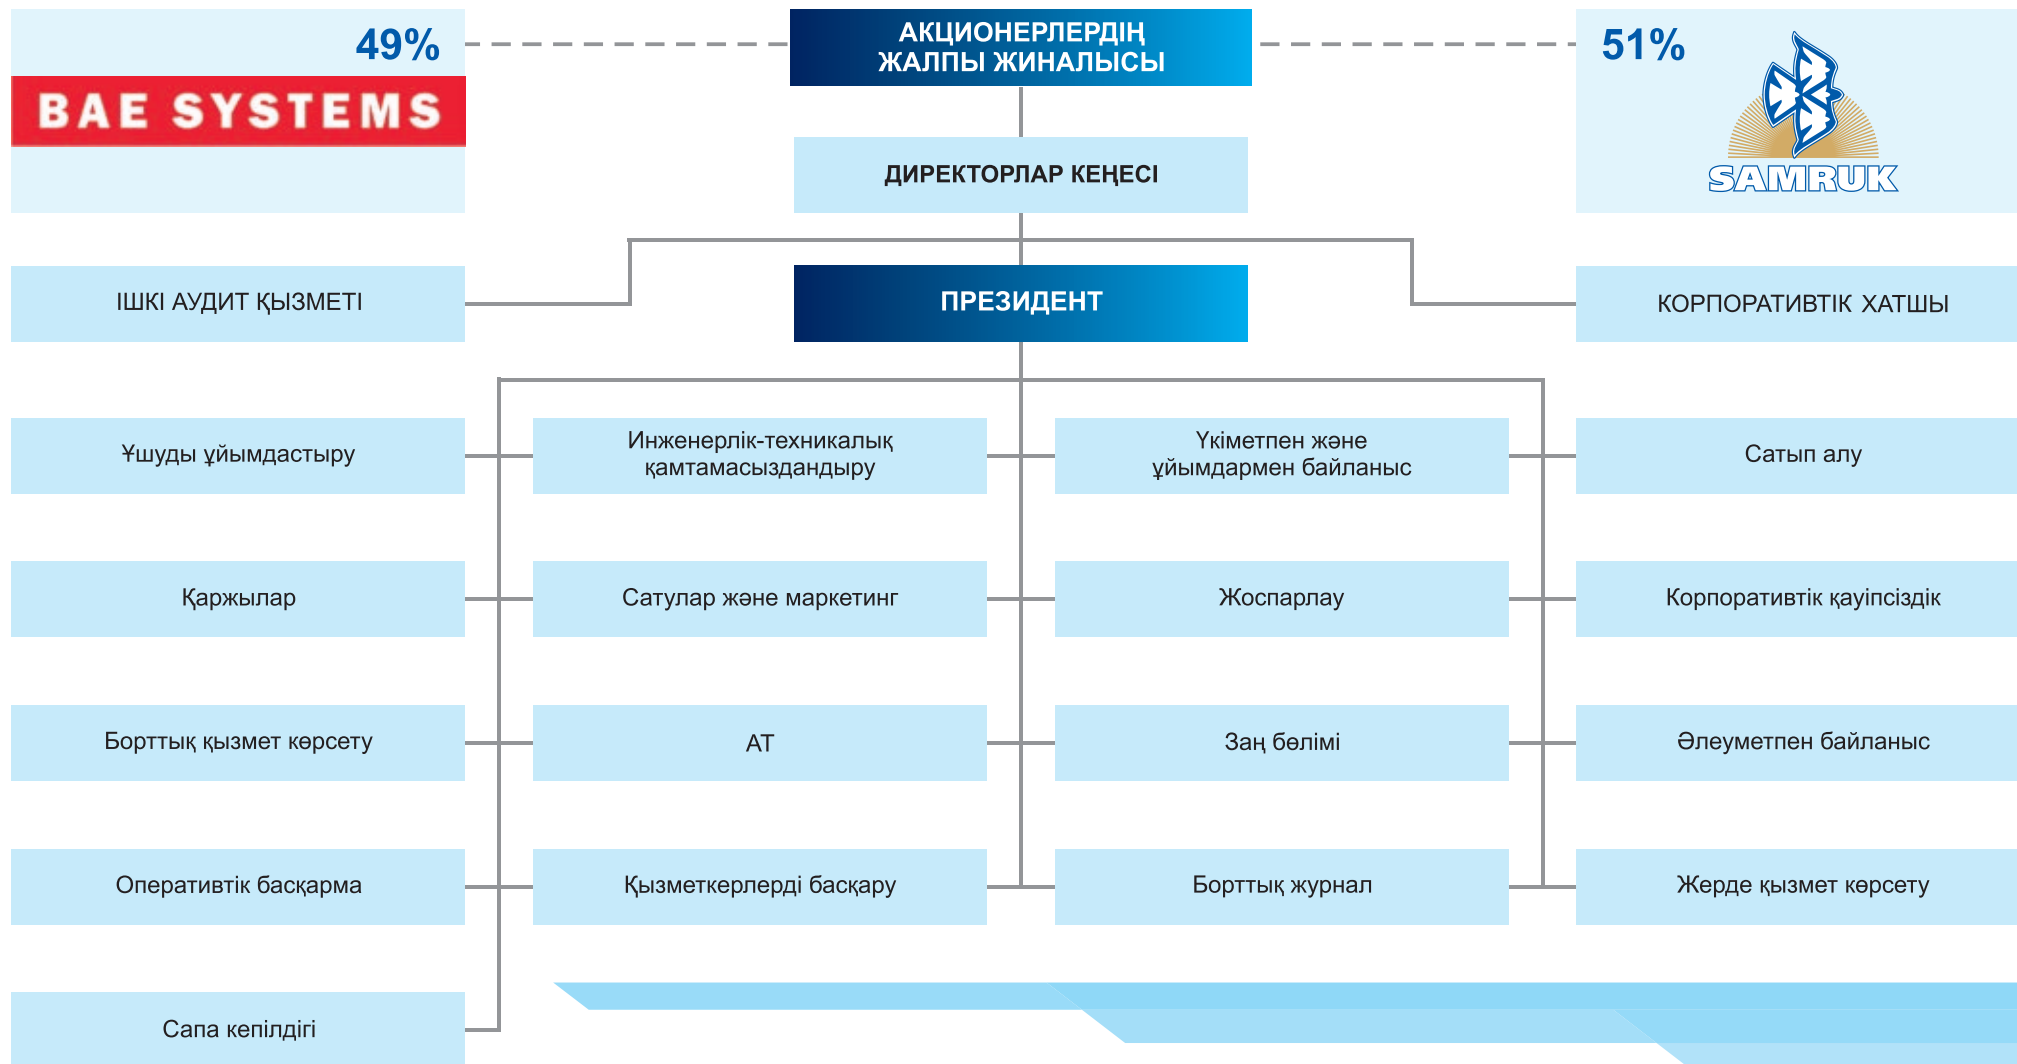 49%
BAE SYSTEMS
АКЦИОНЕРЛЕРДІҢ
ЖАЛПЫ ЖИНАЛЫСЫ
51%
SAMRUK
ДИРЕКТОРЛАР КЕҢЕСІ
ІШКІ АУДИТ ҚЫЗМЕТІ
ПРЕЗИДЕНТ
КОРПОРАТИВТІК ХАТШЫ
Ұшуды ұйымдастыру
Инженерлік-техникалық
қамтамасыздандыру
Үкіметпен және
ұйымдармен байланыс
Сатып алу
Қаржылар
Сатулар және маркетинг
Жоспарлау
Корпоративтік қауіпсіздік
Борттық қызмет көрсету
АТ
Заң бөлімі
Әлеуметпен байланыс
Оперативтік басқарма
Қызметкерлерді басқару
Борттық журнал
Жерде қызмет көрсету
Сапа кепілдігі